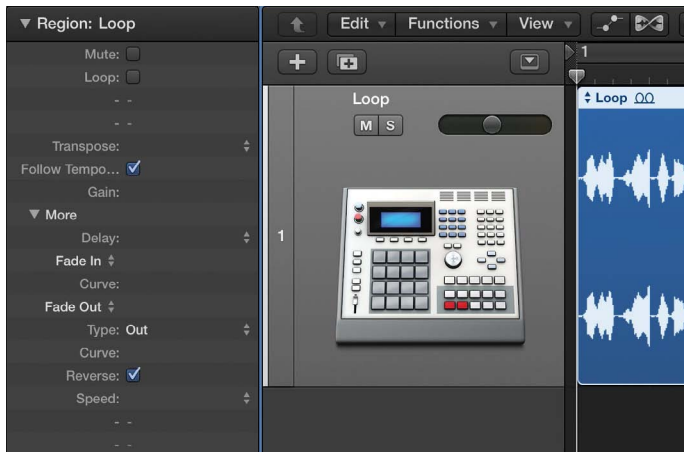 Region: Loop
Mute:
Loop:
- -
- -
Transpose:
Follow Tempo...
Gain:
More
Delay:
Fade In
Curve:
Fade Out
Type: Out
Curve:
Reverse:
Speed:
- -
- -
Edit Functions View
1
Loop
M S
1
Loop